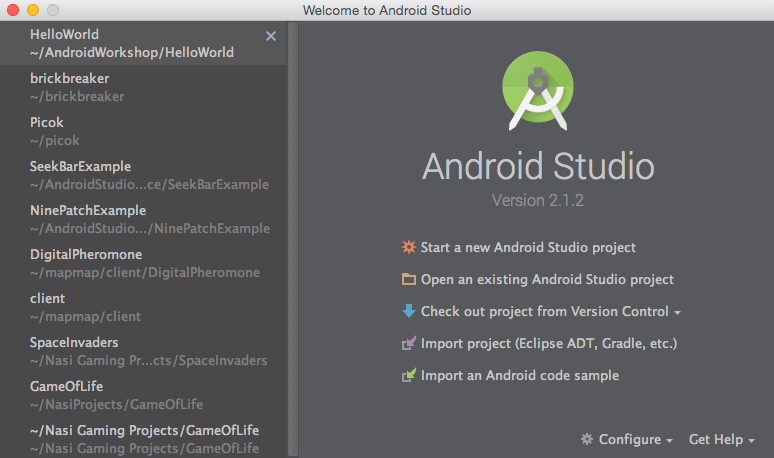 Welcome to Android Studio
HelloWorld
~/AndroidWorkshop/HelloWorld
brickbreaker
~/brickbreaker
Picok
~/picok
SeekBarExample
~/AndroidStudio...ce/SeekBarExample
NinePatchExample
~/AndroidStudio.../NinePatchExample
DigitalPheromone
~/mapmap/client/DigitalPheromone
client
~/mapmap/client
SpaceInvaders
~/Nasi Gaming Pr...cts/SpaceInvaders
GameOfLife
~/NasiProjects/GameOfLife
~/Nasi Gaming Projects/GameOfLife
~/Nasi Gaming Projects/GameOfLife
Android Studio
Version 2.1.2
Start a new Android Studio project
Open an existing Android Studio project
Check out project from Version Control
Import project (Eclipse ADT, Gradle, etc.)
Import an Android code sample
Configure
Get Help